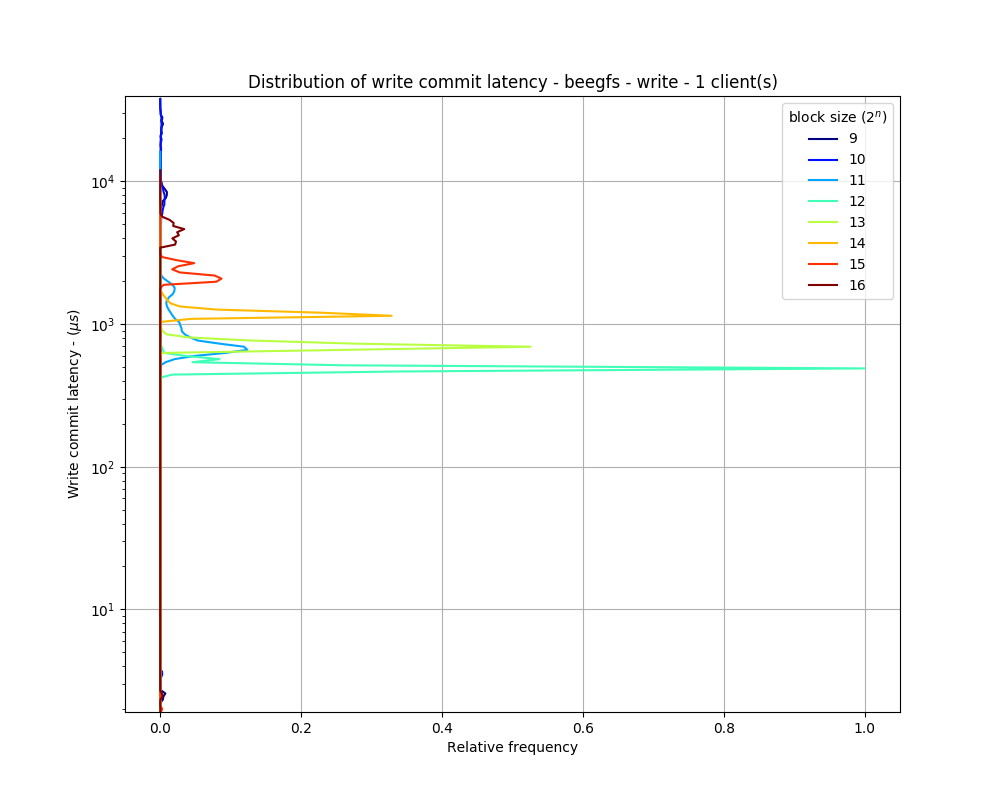 Distribution of write commit latency - beegfs - write - 1 client(s)
block size (2ⁿ)
9
10
11
12
13
14
15
16
10⁴
10³
10²
10¹
Write commit latency - (μs)
0.0 0.2 0.4 0.6 0.8 1.0
Relative frequency